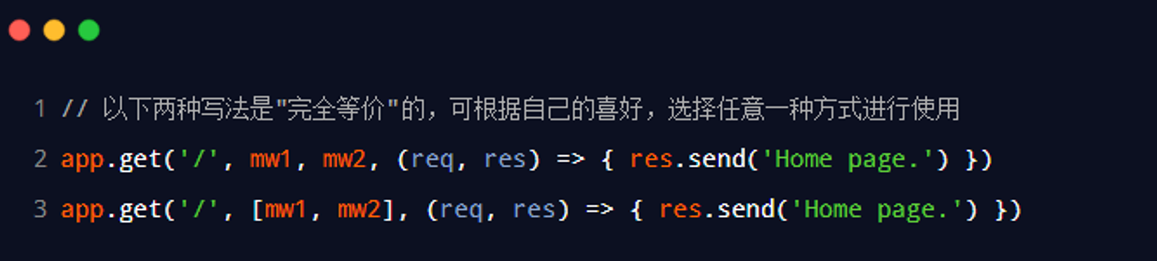 1 // 以下两种写法是"完全等价"的，可根据自己的喜好，选择任意一种方式进行使用
2 app.get('/', mw1, mw2, (req, res) => { res.send('Home page.') })
3 app.get('/', [mw1, mw2], (req, res) => { res.send('Home page.') })